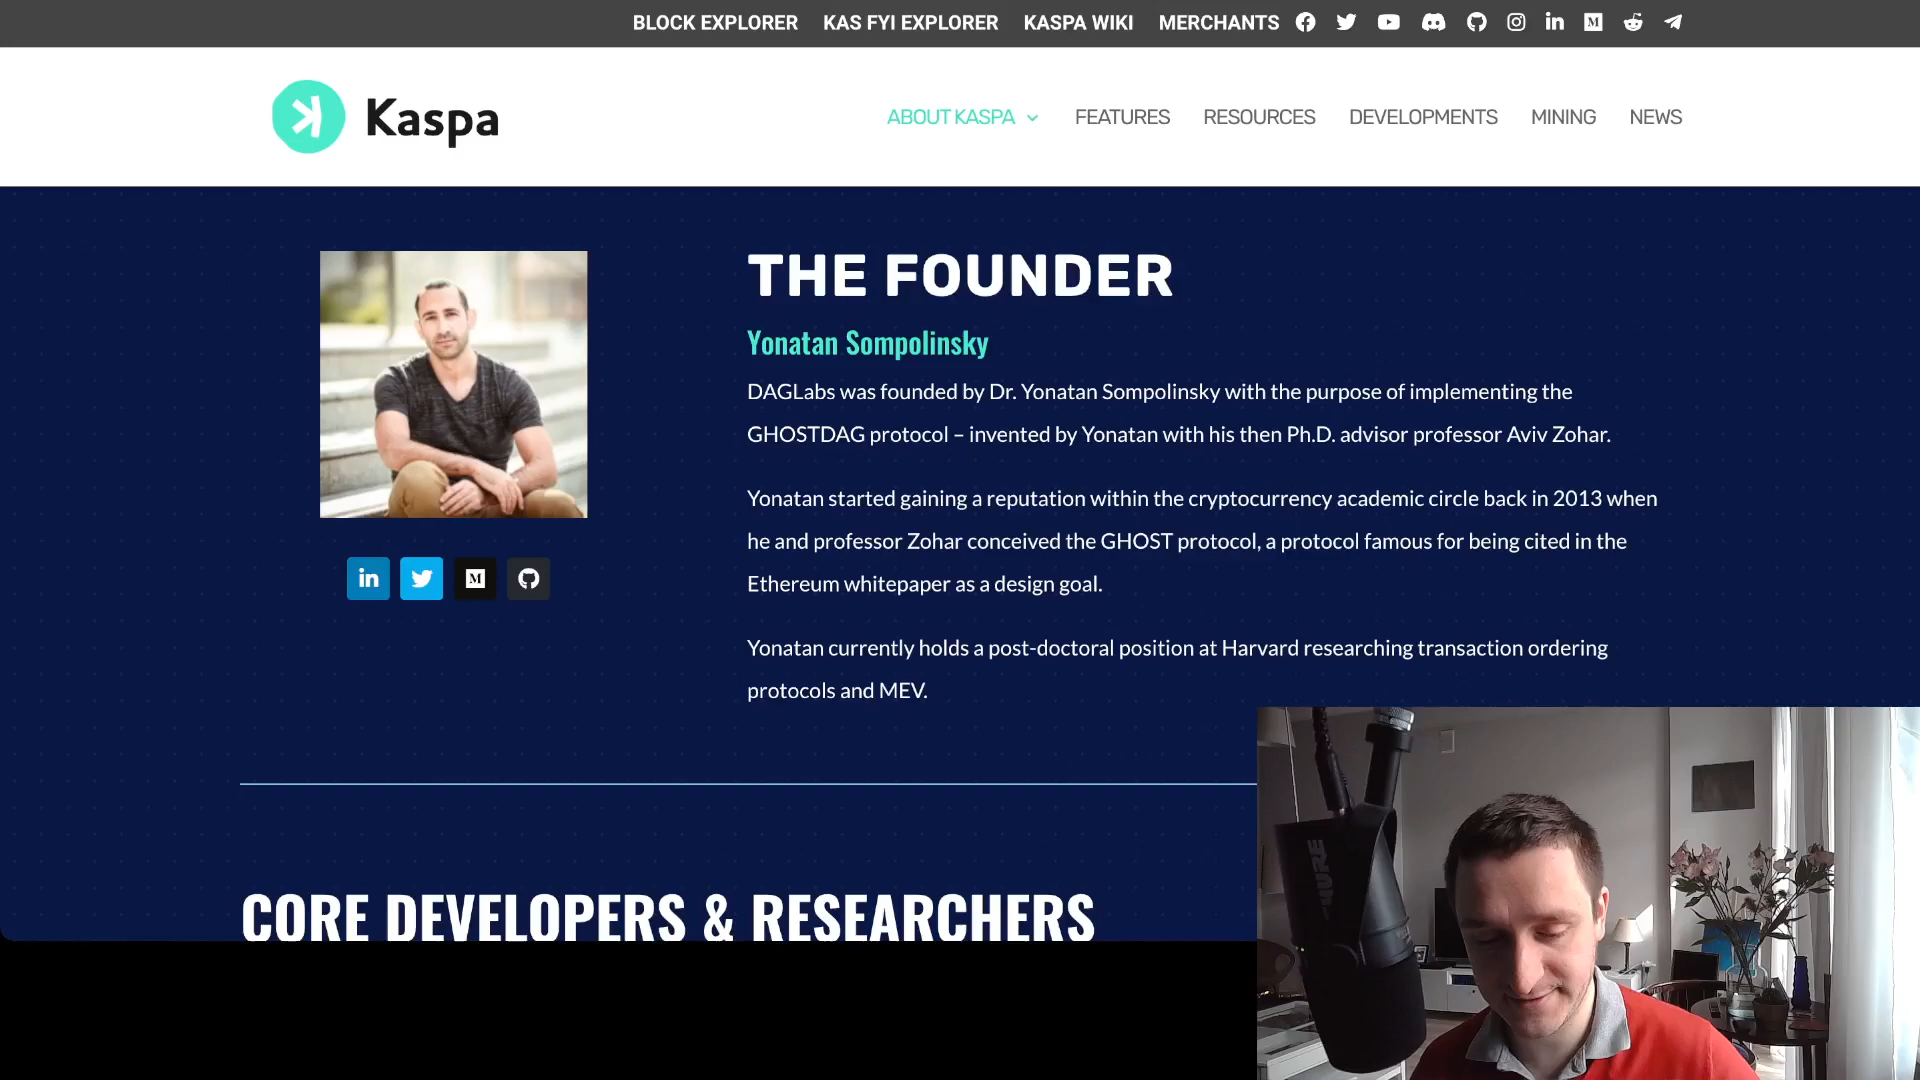 BLOCK EXPLORER KAS FYI EXPLORER KASPA WIKI MERCHANTS
Kaspa
ABOUT KASPA FEATURES RESOURCES DEVELOPMENTS MINING NEWS
THE FOUNDER
Yonatan Sompolinsky
DAGLabs was founded by Dr. Yonatan Sompolinsky with the purpose of implementing the
GHOSTDAG protocol – invented by Yonatan with his then Ph.D. advisor professor Aviv Zohar.
Yonatan started gaining a reputation within the cryptocurrency academic circle back in 2013 when
he and professor Zohar conceived the GHOST protocol, a protocol famous for being cited in the
Ethereum whitepaper as a design goal.
Yonatan currently holds a post-doctoral position at Harvard researching transaction ordering
protocols and MEV.
CORE DEVELOPERS & RESEARCHERS
SHURE